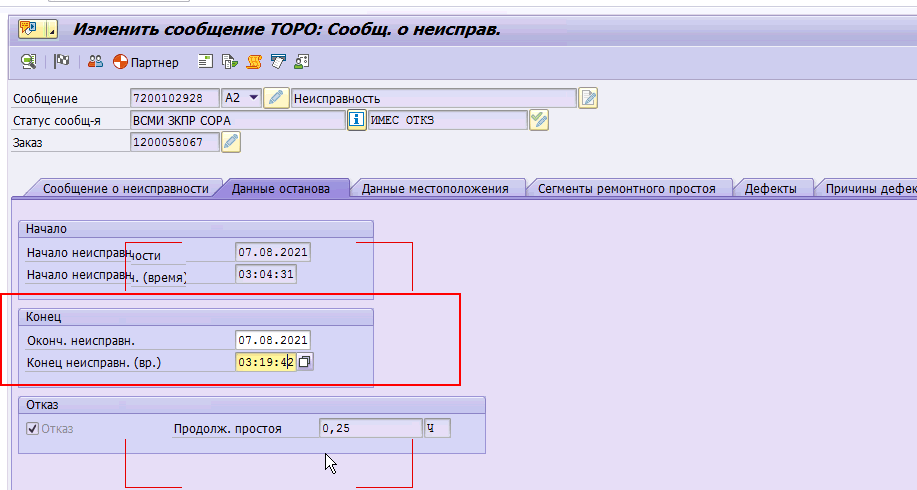 Изменить сообщение ТОРО: Сообщ. о неисправ.
Партнер
Сообщение 7200102928 A2 Неисправность
Статус сообщ-я ВСМИ ЗКПР СОРА ИМЕС ОТКЗ
Заказ 1200058067
Сообщение о неисправности Данные останова Данные местоположения Сегменты ремонтного простоя Дефекты Причины дефек
Начало
Начало неисправности 07.08.2021
Начало неисправн. (время) 03:04:31
Конец
Оконч. неисправн. 07.08.2021
Конец неисправн. (вр.) 03:19:42
Отказ
Отказ Продолж. простоя 0,25 Ч